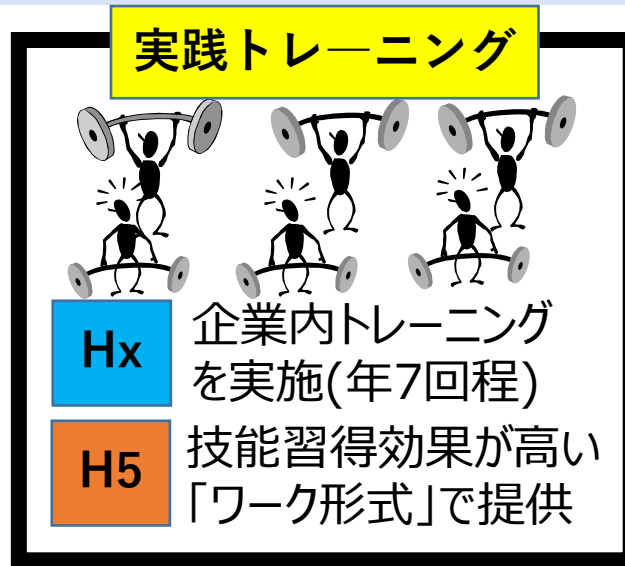 実践トレ―ニング
Hx
企業内トレーニング
を実施(年7回程)
H5
技能習得効果が高い
「ワーク形式」で提供